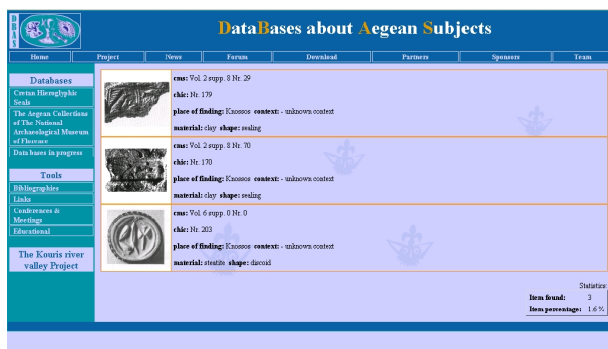 DBAS
DataBases about Aegean Subjects
Home Project News Forum Download Partners Sponsors Team
Databases
Cretan Hieroglyphic
Seals
The Aegean Collections
of The National
Archaeological Museum
of Florence
Data bases in progress
Tools
Bibliographies
Links
Conferences &
Meetings
Educational
The Kouris river
valley Project
cms: Vol. 2 supp. 8 Nr. 29
chic: Nr. 179
place of finding: Knossos context: - unknown context
material: clay shape: sealing
cms: Vol. 2 supp. 8 Nr. 70
chic: Nr. 170
place of finding: Knossos context: - unknown context
material: clay shape: sealing
cms: Vol. 6 supp. 0 Nr. 0
chic: Nr. 203
place of finding: Knossos context: - unknown context
material: steatite shape: discoid
Statistics:
Item found: 3
Item percentage: 1.6 %